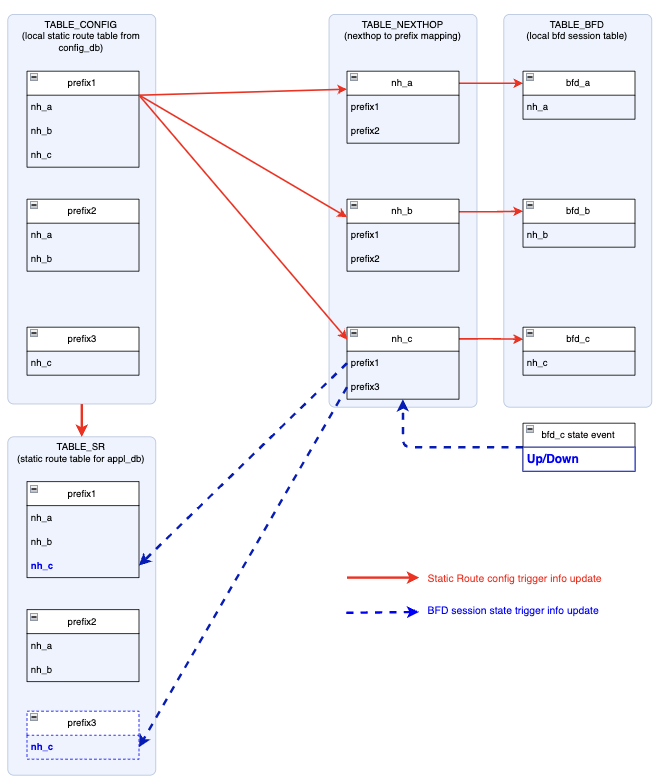 TABLE_CONFIG
(local static route table from
config_db)
prefix1
nh_a
nh_b
nh_c
prefix2
nh_a
nh_b
prefix3
nh_c
TABLE_NEXTHOP
(nexthop to prefix mapping)
nh_a
prefix1
prefix2
nh_b
prefix1
prefix2
nh_c
prefix1
prefix3
TABLE_BFD
(local bfd session table)
bfd_a
nh_a
bfd_b
nh_b
bfd_c
nh_c
bfd_c state event
Up/Down
TABLE_SR
(static route table for appl_db)
prefix1
nh_a
nh_b
nh_c
prefix2
nh_a
nh_b
prefix3
nh_c
Static Route config trigger info update
BFD session state trigger info update